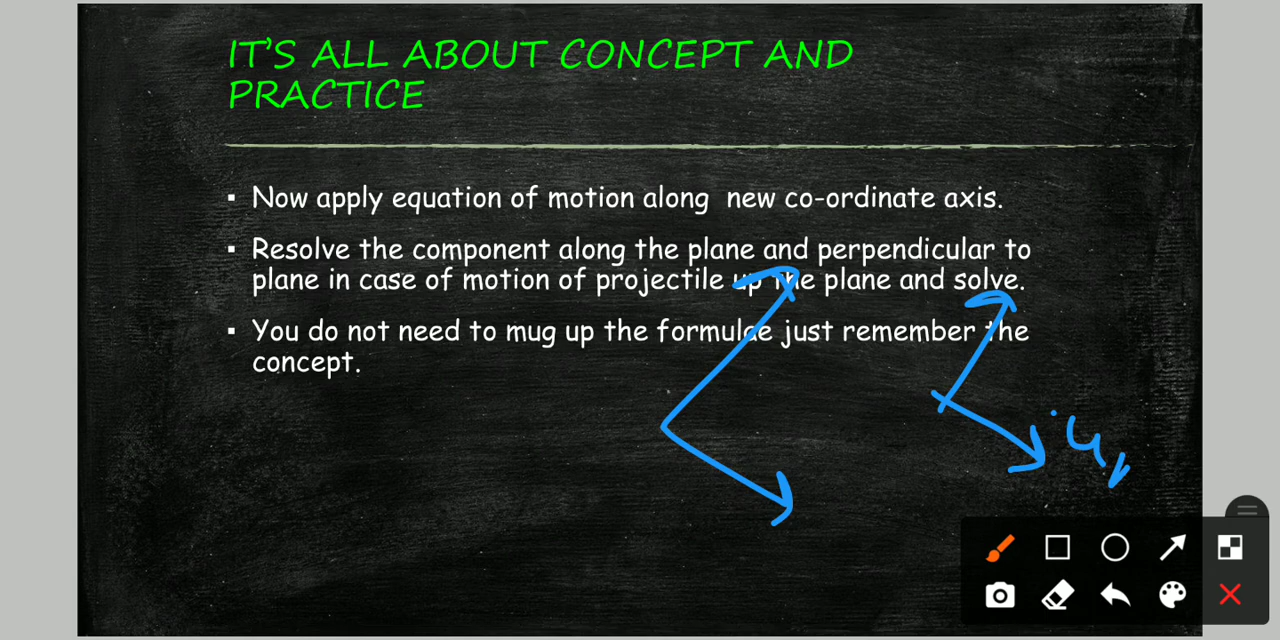 IT'S ALL ABOUT CONCEPT AND
PRACTICE
▪ Now apply equation of motion along new co-ordinate axis.
▪ Resolve the component along the plane and perpendicular to
plane in case of motion of projectile up the plane and solve.
▪ You do not need to mug up the formulae just remember the
concept.